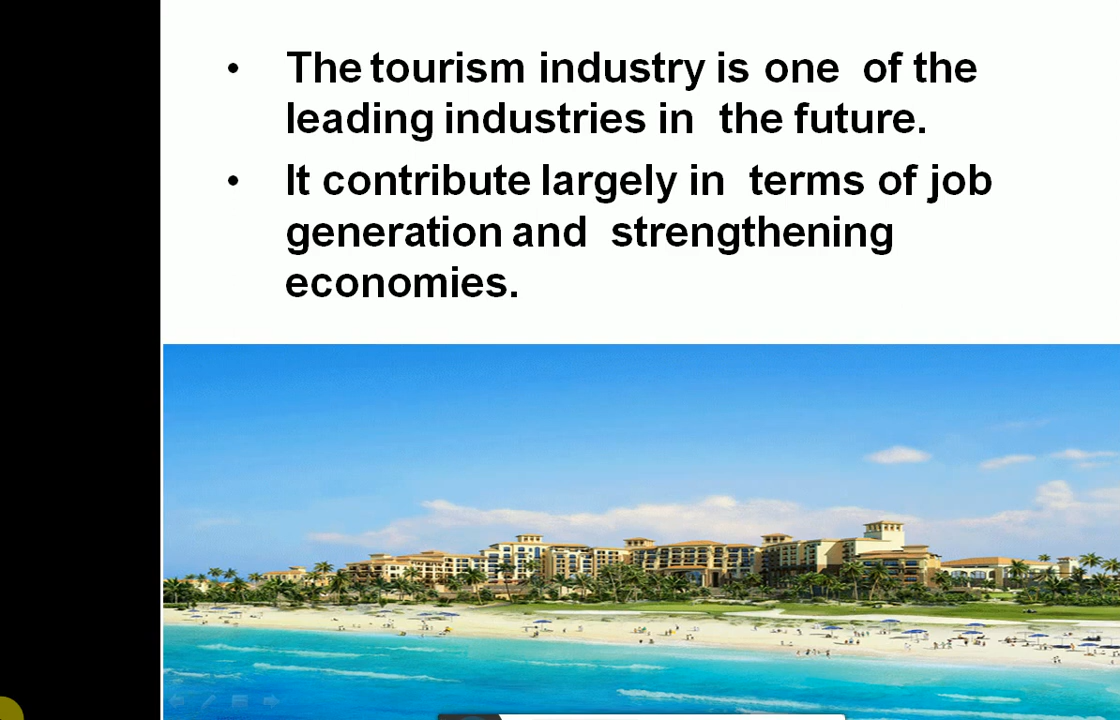 • The tourism industry is one of the
leading industries in the future.
• It contribute largely in terms of job
generation and strengthening
economies.